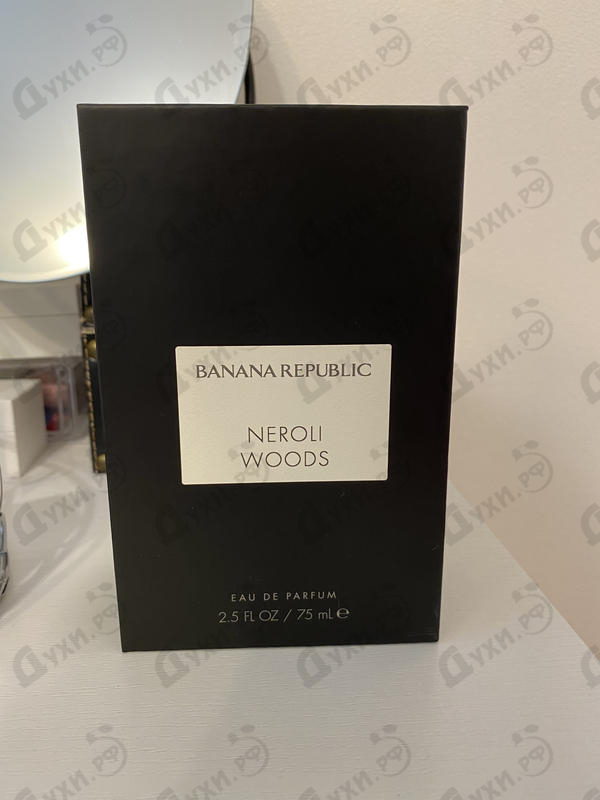 BANANA REPUBLIC
NEROLI
WOODS
EAU DE PARFUM
2.5 FL OZ / 75 mL ℮
Духи.РФ